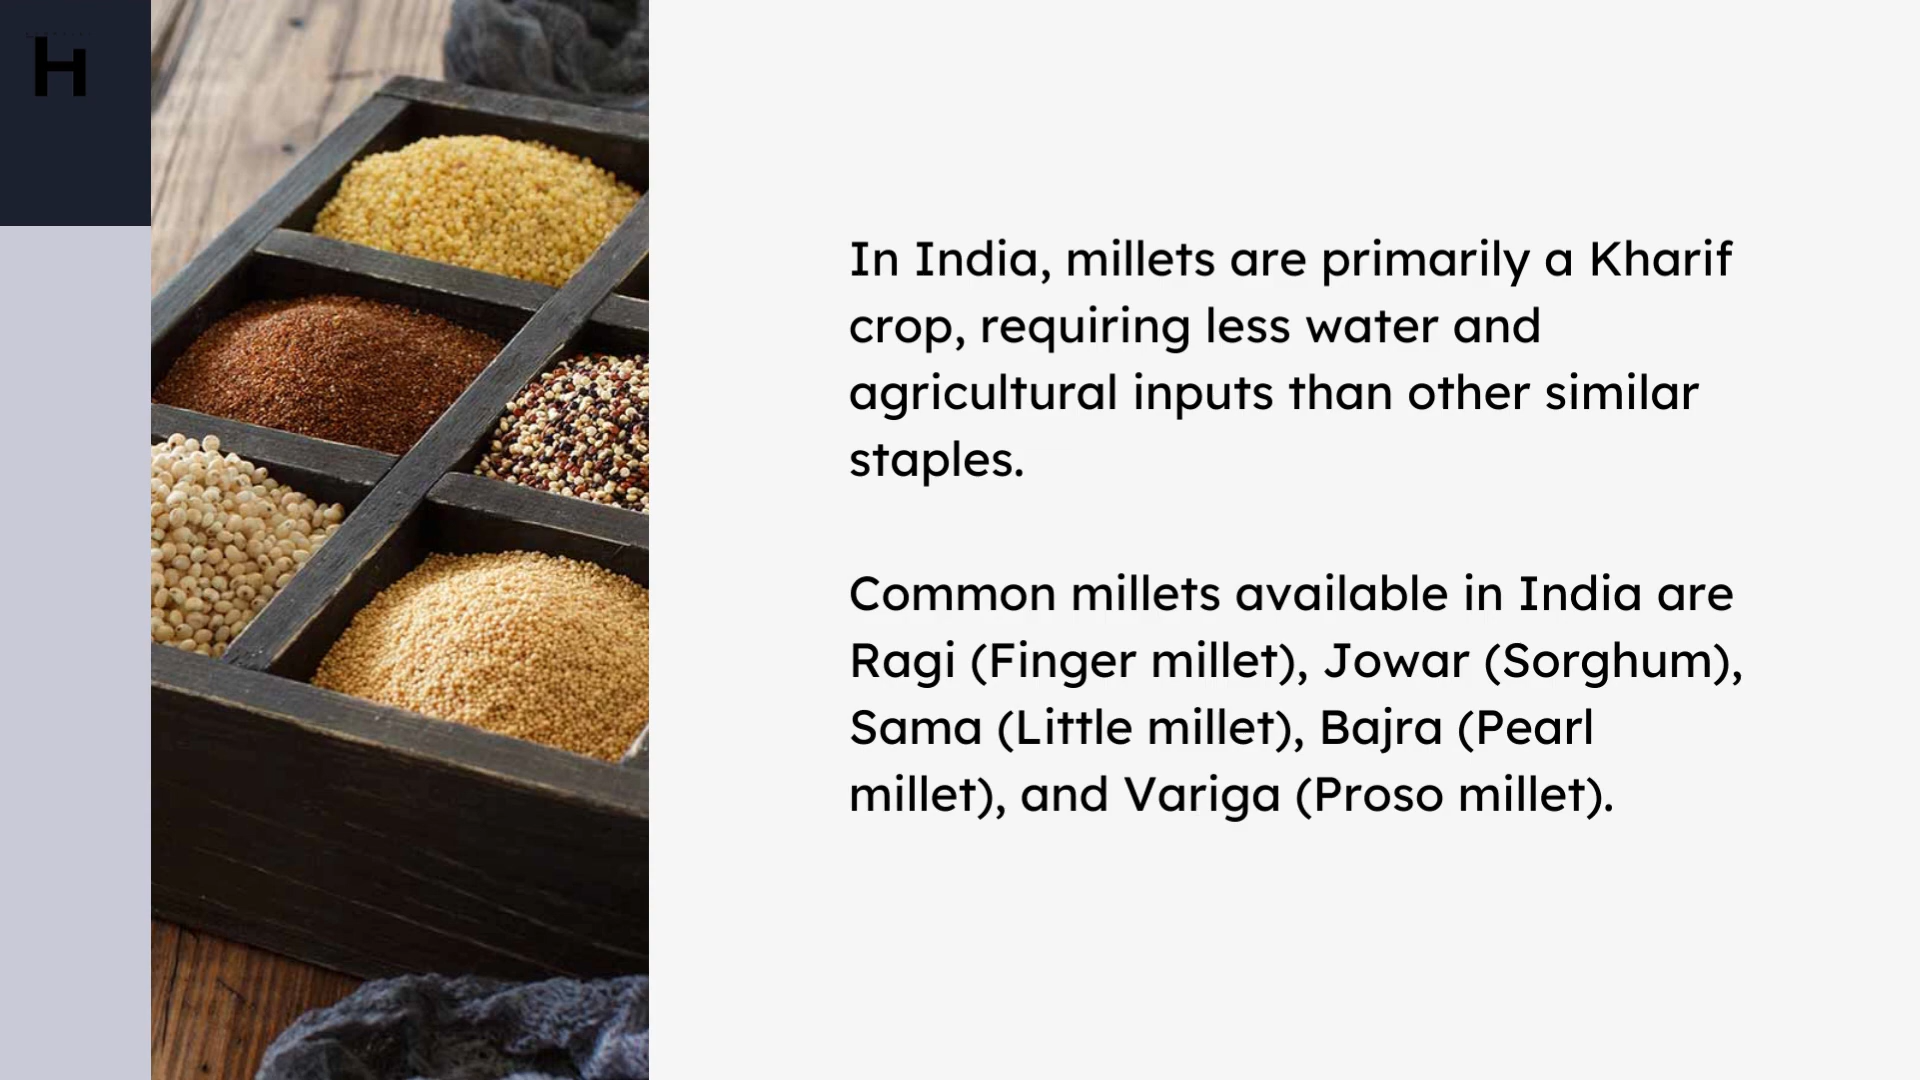 H
In India, millets are primarily a Kharif
crop, requiring less water and
agricultural inputs than other similar
staples.
Common millets available in India are
Ragi (Finger millet), Jowar (Sorghum),
Sama (Little millet), Bajra (Pearl
millet), and Variga (Proso millet).